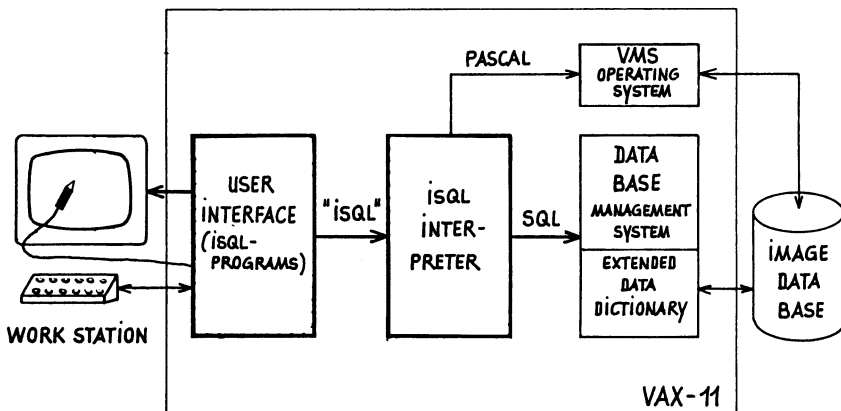 PASCAL
VMS
OPERATING
SYSTEM
USER
INTERFACE
(iSQL-
PROGRAMS)
"iSQL"
iSQL
INTER-
PRETER
SQL
DATA
BASE
MANAGEMENT
SYSTEM
EXTENDED
DATA
DICTIONARY
IMAGE
DATA
BASE
WORK STATION
VAX-11